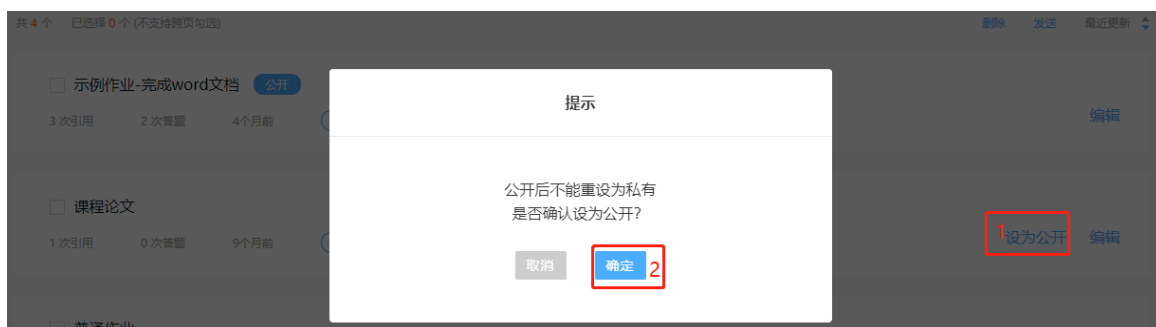 共4个 已选择0个(不支持跨页勾选) 删除 发送 最近更新
示例作业-完成word文档 公开
3次引用 2次答题 4个月前 编辑
提示
公开后不能重设为私有
是否确认设为公开?
取消 确定 2
课程论文
1次引用 0次答题 9个月前 1设为公开 编辑
普通作业